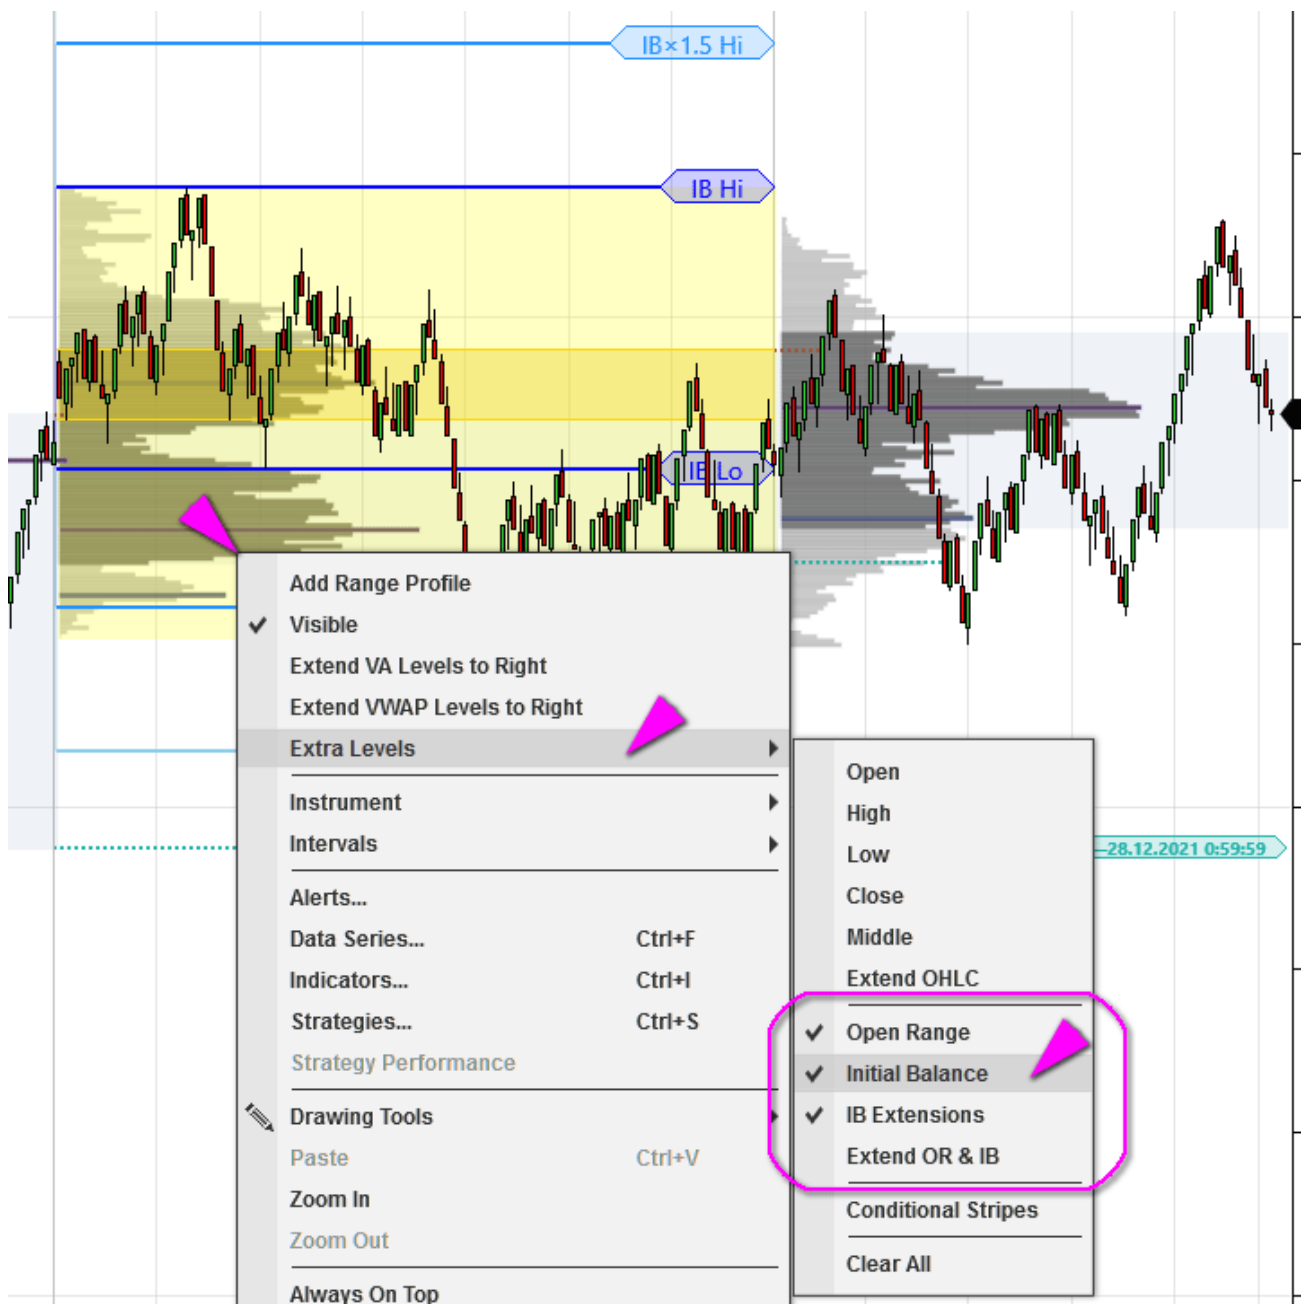 IB×1.5 Hi
IB Hi
IB Lo
Add Range Profile
Visible
Extend VA Levels to Right
Extend VWAP Levels to Right
Extra Levels
Instrument
Intervals
Alerts...
Data Series... Ctrl+F
Indicators... Ctrl+I
Strategies... Ctrl+S
Strategy Performance
Drawing Tools
Paste Ctrl+V
Zoom In
Zoom Out
Always On Top
Open
High
Low
28.12.2021 0:59:59
Close
Middle
Extend OHLC
Open Range
Initial Balance
IB Extensions
Extend OR & IB
Conditional Stripes
Clear All